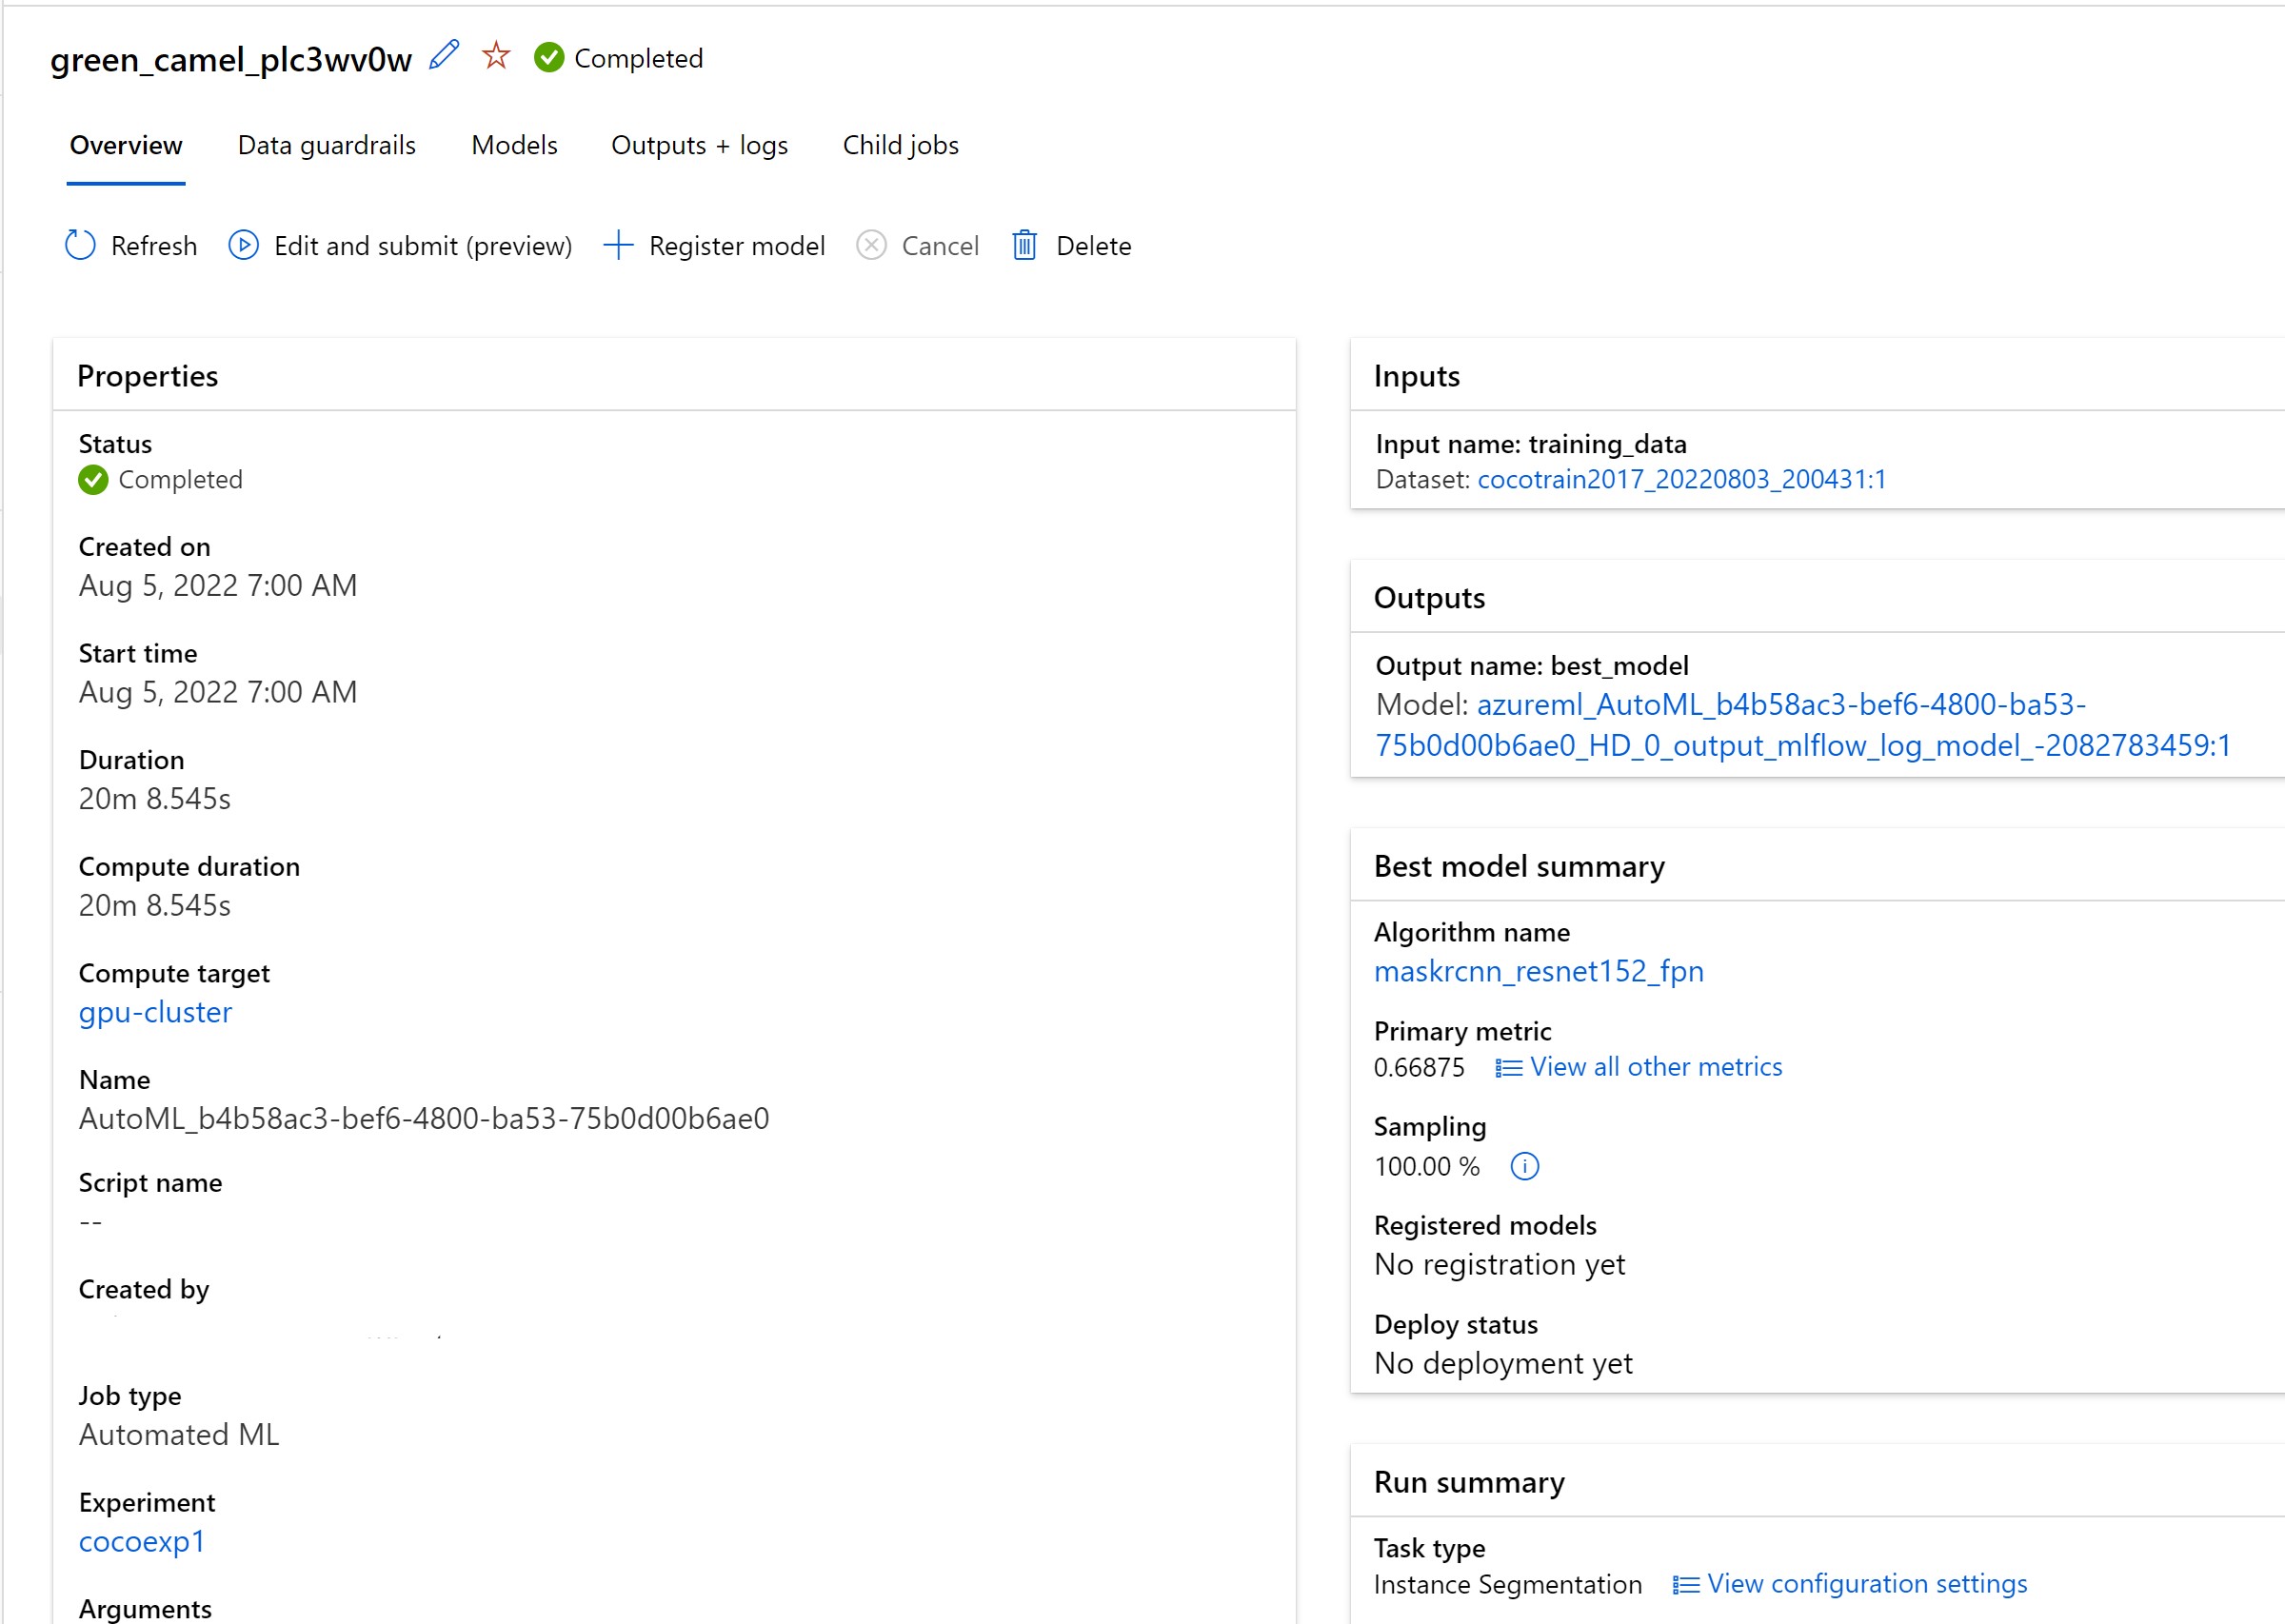 green_camel_plc3wv0w Completed
Overview Data guardrails Models Outputs + logs Child jobs
Refresh Edit and submit (preview) Register model Cancel Delete
Properties
Status
Completed
Created on
Aug 5, 2022 7:00 AM
Start time
Aug 5, 2022 7:00 AM
Duration
20m 8.545s
Compute duration
20m 8.545s
Compute target
gpu-cluster
Name
AutoML_b4b58ac3-bef6-4800-ba53-75b0d00b6ae0
Script name
--
Created by
Job type
Automated ML
Experiment
cocoexp1
Arguments
Inputs
Input name: training_data
Dataset: cocotrain2017_20220803_200431:1
Outputs
Output name: best_model
Model: azureml_AutoML_b4b58ac3-bef6-4800-ba53-
75b0d00b6ae0_HD_0_output_mlflow_log_model_-2082783459:1
Best model summary
Algorithm name
maskrcnn_resnet152_fpn
Primary metric
0.66875 View all other metrics
Sampling
100.00 %
Registered models
No registration yet
Deploy status
No deployment yet
Run summary
Task type
Instance Segmentation View configuration settings